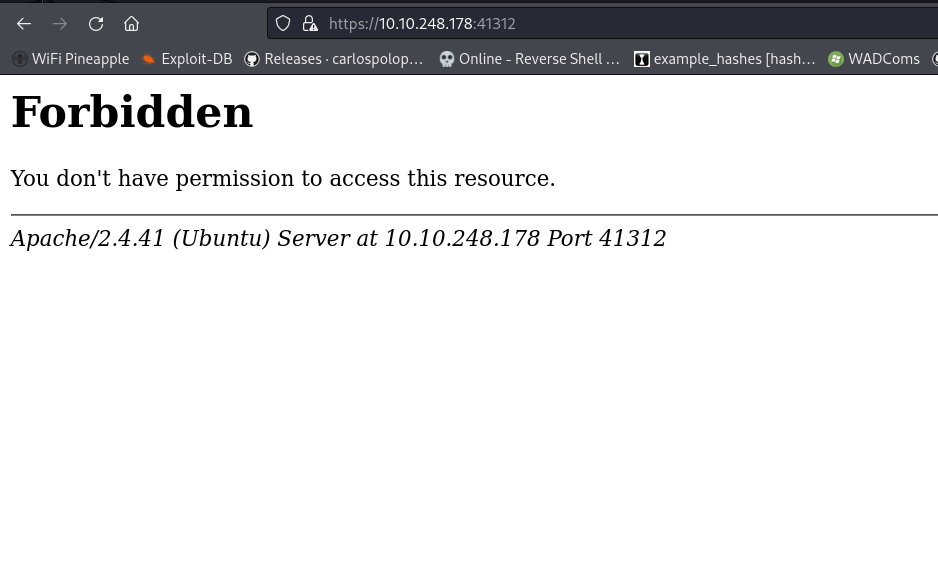 https://10.10.248.178:41312
WiFi Pineapple Exploit-DB Releases · carlospolop… Online - Reverse Shell … example_hashes [hash… WADComs
Forbidden
You don't have permission to access this resource.
Apache/2.4.41 (Ubuntu) Server at 10.10.248.178 Port 41312